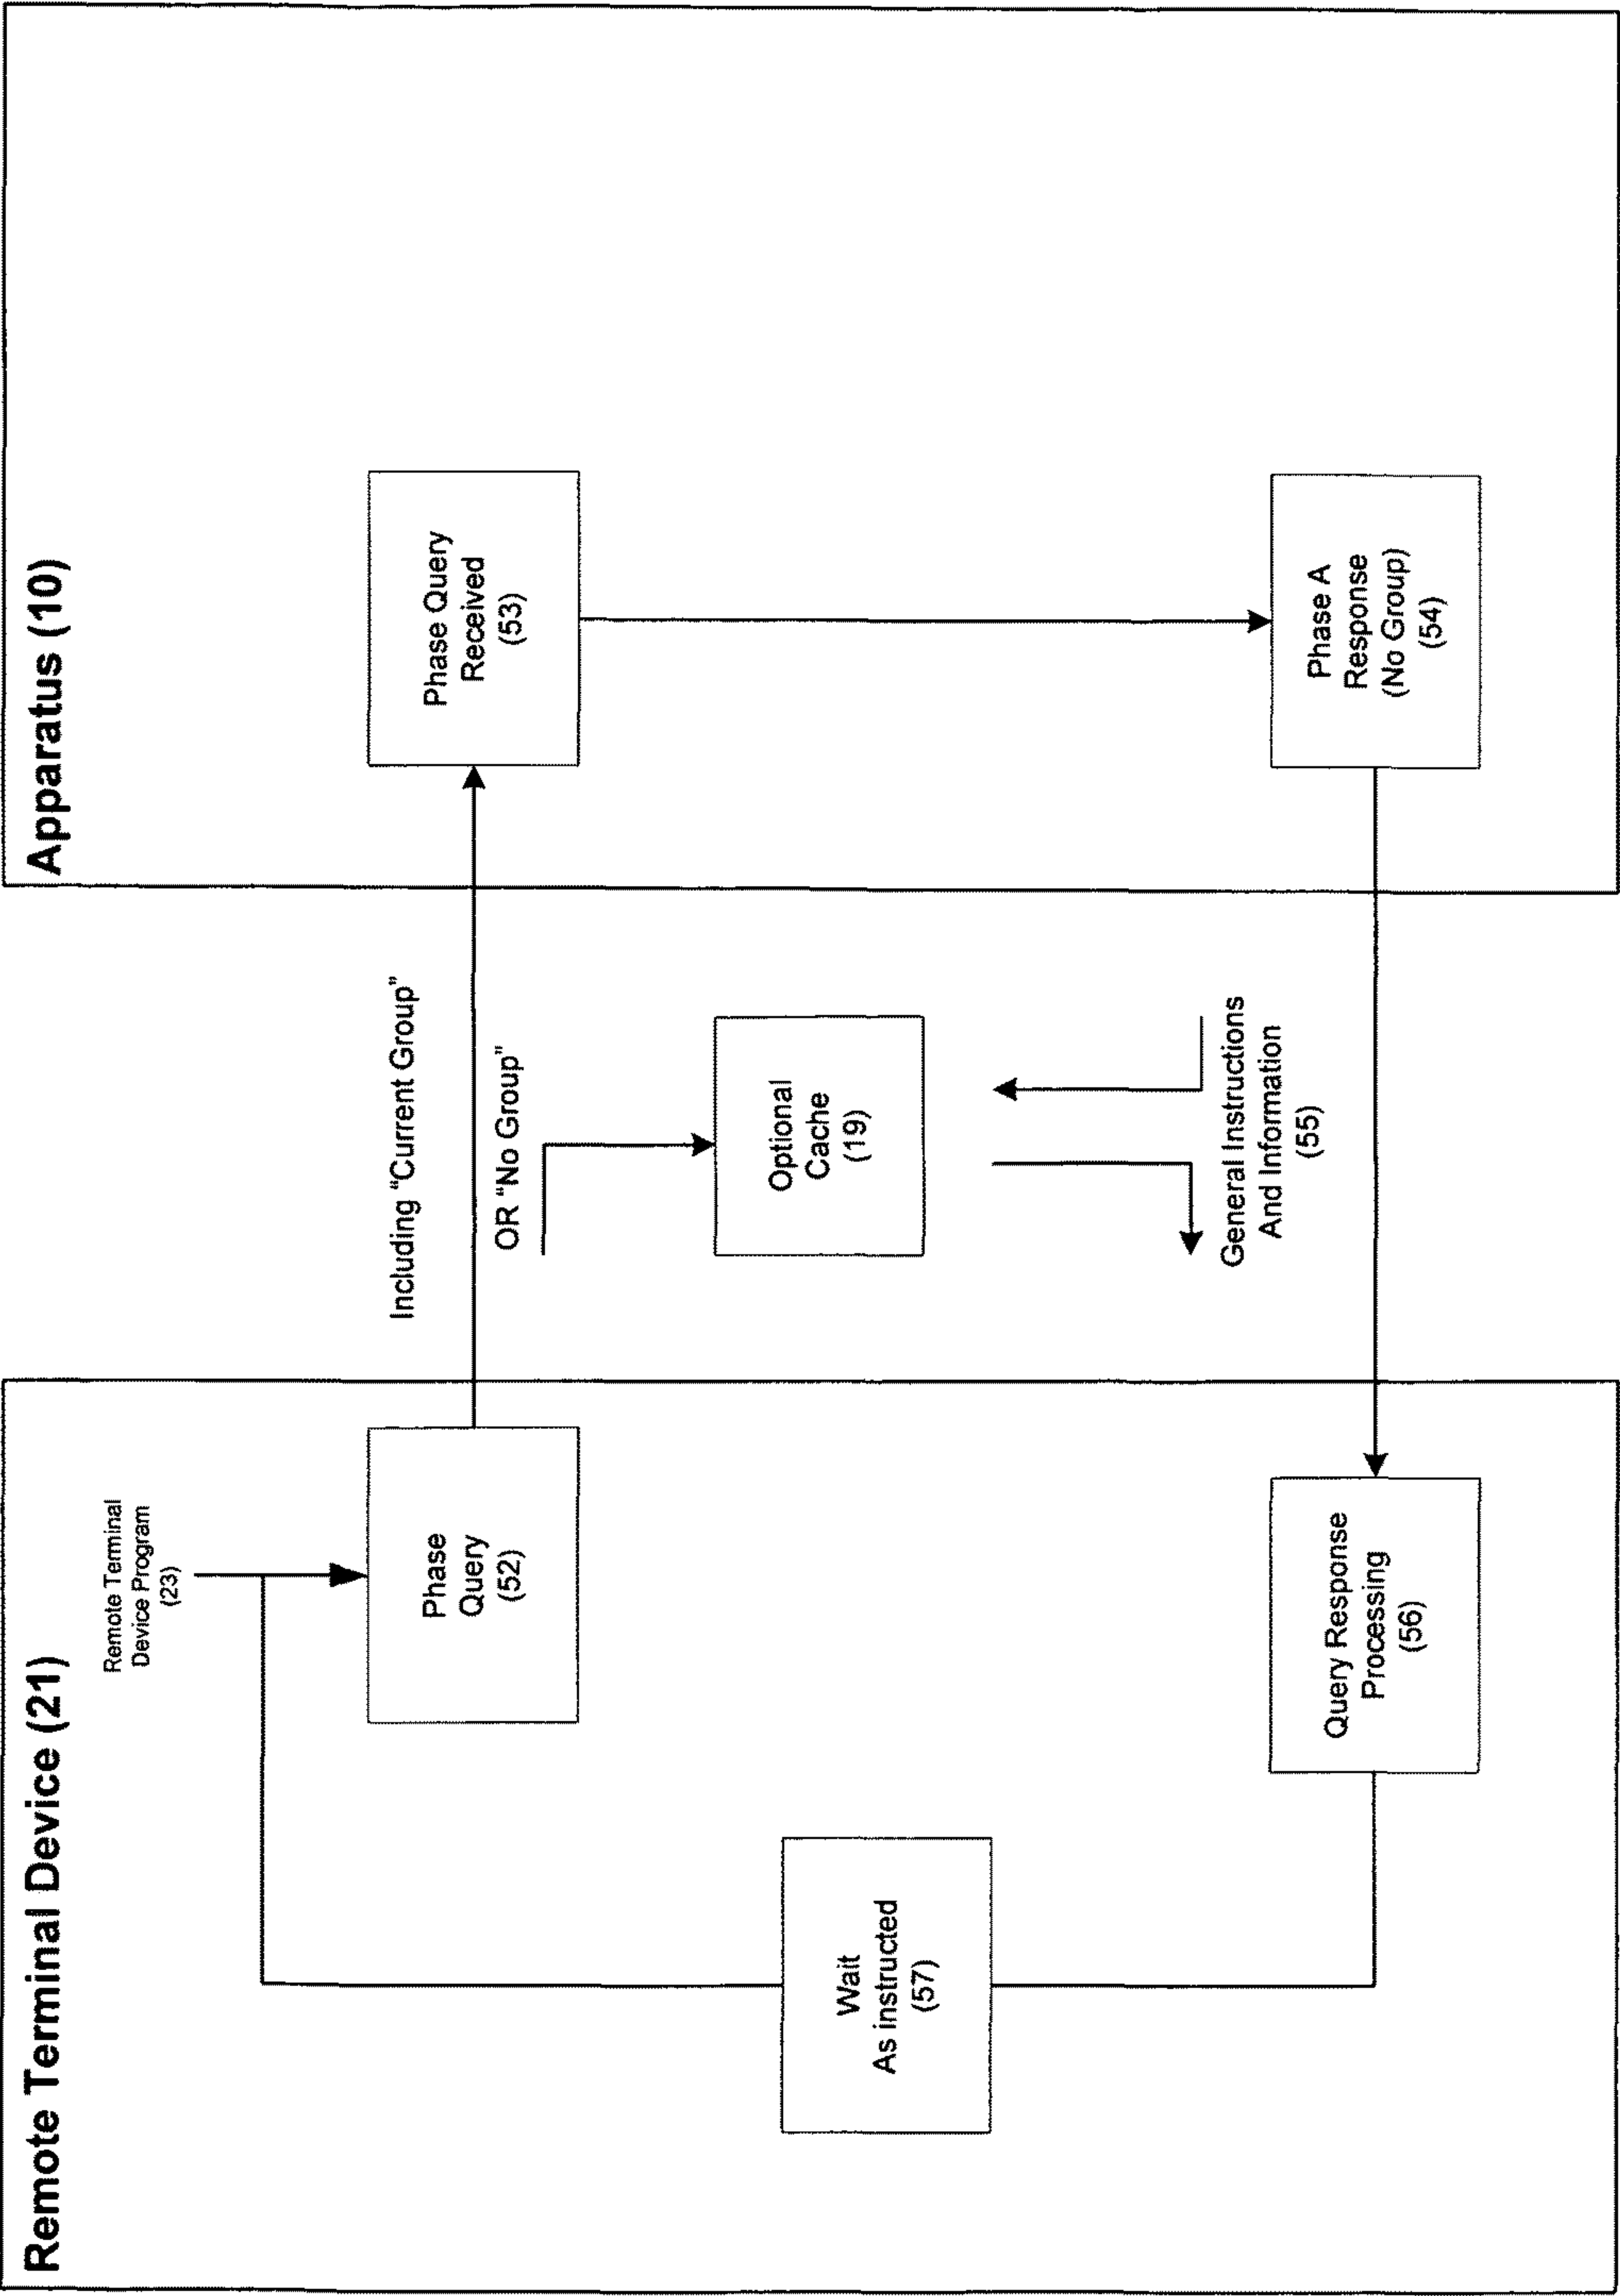 Remote Terminal Device (21)
Remote Terminal
Device Program
(23)
Phase
Query
(52)
Wait
As instructed
(57)
Query Response
Processing
(56)
Including “Current Group”
OR “No Group”
Optional
Cache
(19)
General Instructions
And Information
(55)
Apparatus (10)
Phase Query
Received
(53)
Phase A
Response
(No Group)
(54)